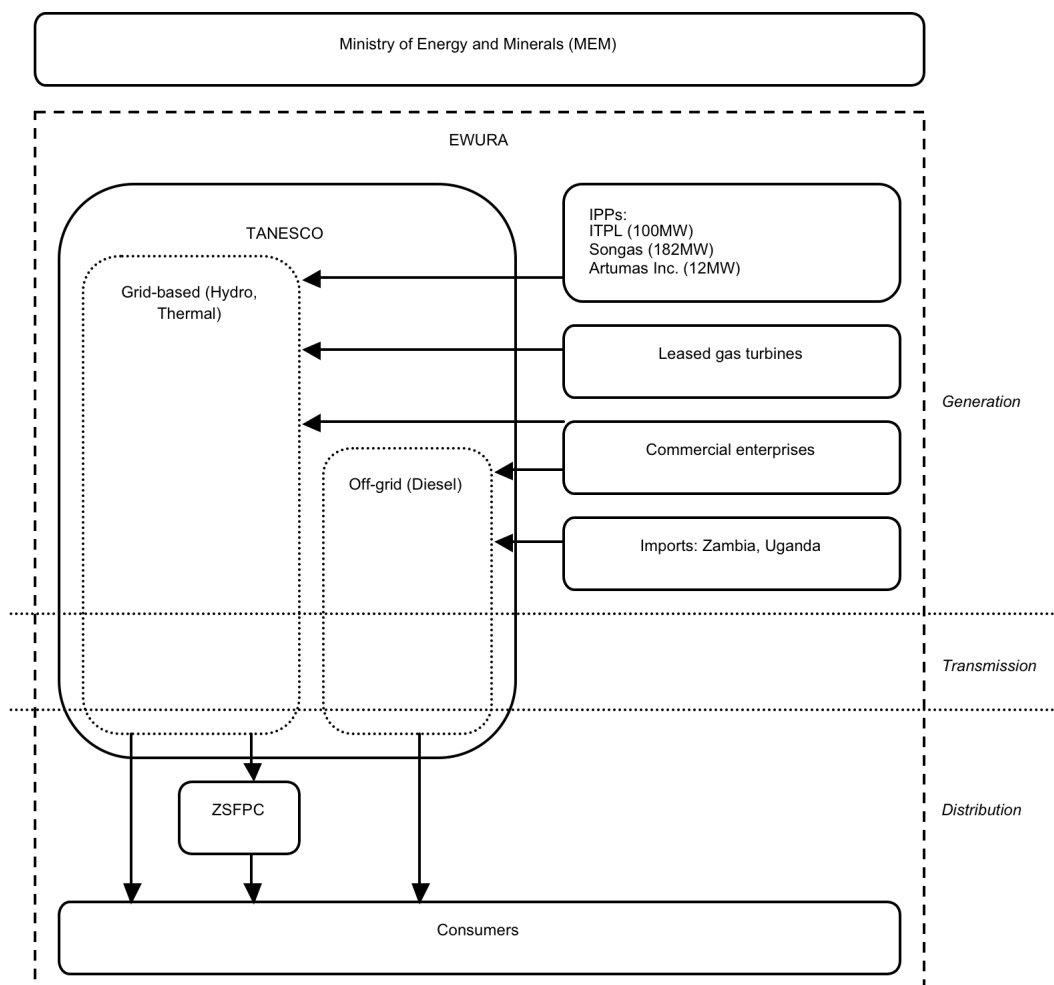 Ministry of Energy and Minerals (MEM)
EWURA
TANESCO
Grid-based (Hydro,
Thermal)
IPPs:
ITPL (100MW)
Songas (182MW)
Artumas Inc. (12MW)
Leased gas turbines
Generation
Commercial enterprises
Off-grid (Diesel)
Imports: Zambia, Uganda
Transmission
ZSFPC
Distribution
Consumers